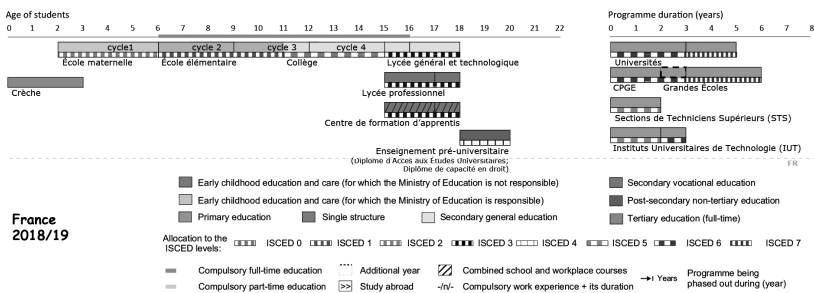 Age of students Programme duration (years)
0 1 2 3 4 5 6 7 8 9 10 11 12 13 14 15 16 17 18 19 20 21 22 0 1 2 3 4 5 6 7 8
cycle1 cycle 2 cycle 3 cycle 4
École maternelle École élémentaire Collège Lycée général et technologique Universités
Crèche Lycée professionnel CPGE Grandes Écoles
Centre de formation d'apprentis Sections de Techniciens Supérieurs (STS)
Enseignement pré-universitaire Instituts Universitaires de Technologie (IUT)
(Diplôme d'Accès aux Études Universitaires;
Diplôme de capacité en droit)
FR
Early childhood education and care (for which the Ministry of Education is not responsible) Secondary vocational education
Early childhood education and care (for which the Ministry of Education is responsible) Post-secondary non-tertiary education
Primary education Single structure Secondary general education Tertiary education (full-time)
France
2018/19
Allocation to the
ISCED levels: ISCED 0 ISCED 1 ISCED 2 ISCED 3 ISCED 4 ISCED 5 ISCED 6 ISCED 7
Compulsory full-time education Additional year Combined school and workplace courses Years Programme being
phased out during (year)
Compulsory part-time education >> Study abroad -/n/- Compulsory work experience + its duration